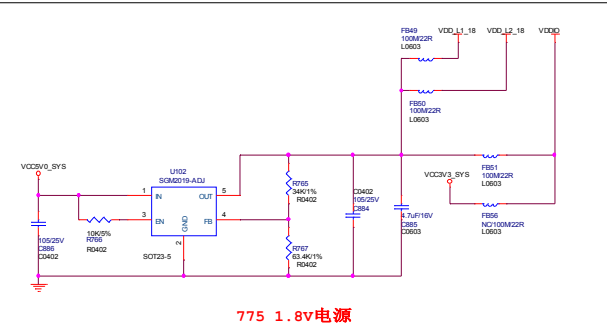 FB49
100M/22R
L0603
VDD_L1_18
VDD_L2_18
VDDIO
FB50
100M/22R
L0603
VCC5V0_SYS
U102
SGM2019-ADJ
1
IN
OUT
5
3
EN
FB
4
GND
2
SOT23-5
10K/5%
R766
R0402
105/25V
C886
C0402
R765
34K/1%
R0402
R767
63.4K/1%
R0402
C0402
105/25V
C884
4.7uF/16V
C885
C0603
VCC3V3_SYS
FB51
100M/22R
L0603
FB56
NC/100M/22R
L0603
775 1.8V电源